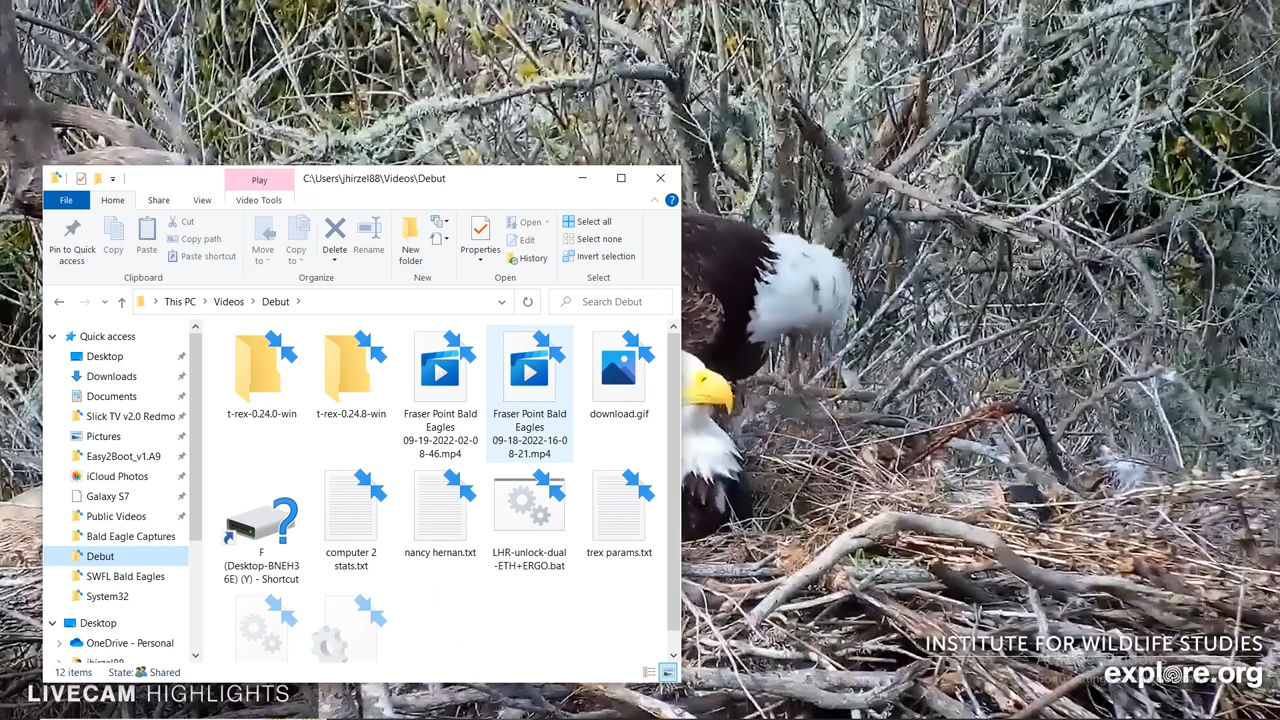 Play
C:\Users\jhirzel88\Videos\Debut
File
Home
Share
View
Video Tools
Pin to Quick
access
Copy
Paste
Cut
Copy path
Paste shortcut
Move
to
Copy
to
Delete
Rename
New
folder
Properties
Open
Edit
History
Select all
Select none
Invert selection
Clipboard
Organize
New
Open
Select
This PC
Videos
Debut
Search Debut
Quick access
Desktop
Downloads
Documents
Slick TV v2.0 Redmo
Pictures
Easy2Boot_v1.A9
iCloud Photos
Galaxy S7
Public Videos
Bald Eagle Captures
Debut
SWFL Bald Eagles
System32
Desktop
OneDrive - Personal
t-rex-0.24.0-win
t-rex-0.24.8-win
Fraser Point Bald
Eagles
09-19-2022-02-0
8-46.mp4
Fraser Point Bald
Eagles
09-18-2022-16-0
8-21.mp4
download.gif
F
(Desktop-BNEH3
6E) (Y) - Shortcut
computer 2
stats.txt
nancy hernan.txt
LHR-unlock-dual
-ETH+ERGO.bat
trex params.txt
12 items
State:
Shared
LIVECAM HIGHLIGHTS
INSTITUTE FOR WILDLIFE STUDIES
explore.org